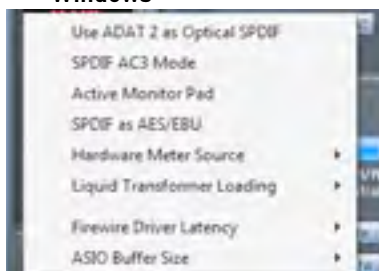 Windows
Use ADAT 2 as Optical SPDIF
SPDIF AC3 Mode
Active Monitor Pad
SPDIF as AES/EBU
Hardware Meter Source
Liquid Transformer Loading
Firewire Driver Latency
ASIO Buffer Size